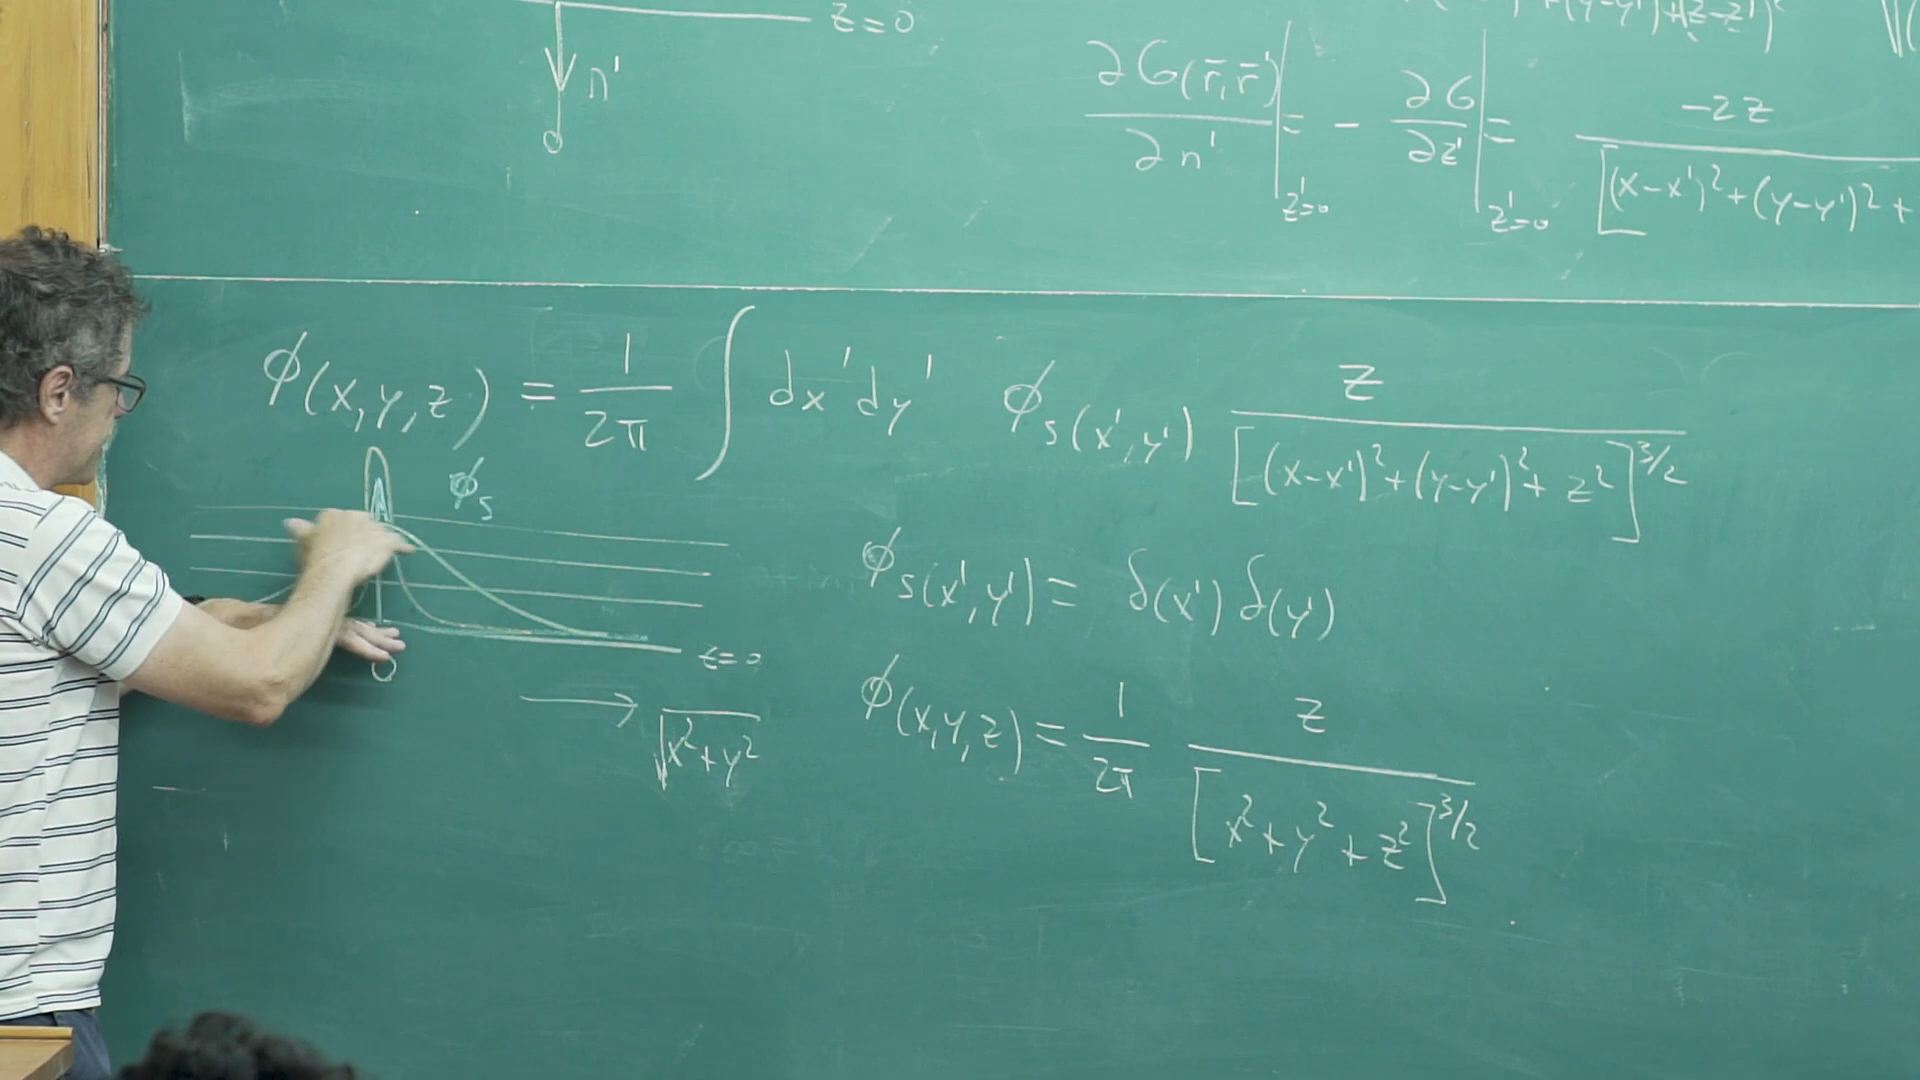 z=0
n'
∂G(r̄,r̄')/∂n' |z'=0 = - ∂G/∂z' |z'=0 = -2z/[(x-x')²+(y-y')²+
ϕ(x,y,z) = 1/2π ∫ dx'dy' ϕs(x',y') z/[(x-x')²+(y-y')²+z²]^3/2
ϕs
ϕs(x',y') = δ(x')δ(y')
z=0
0
→ √x²+y²
ϕ(x,y,z) = 1/2π z/[x²+y²+z²]^3/2